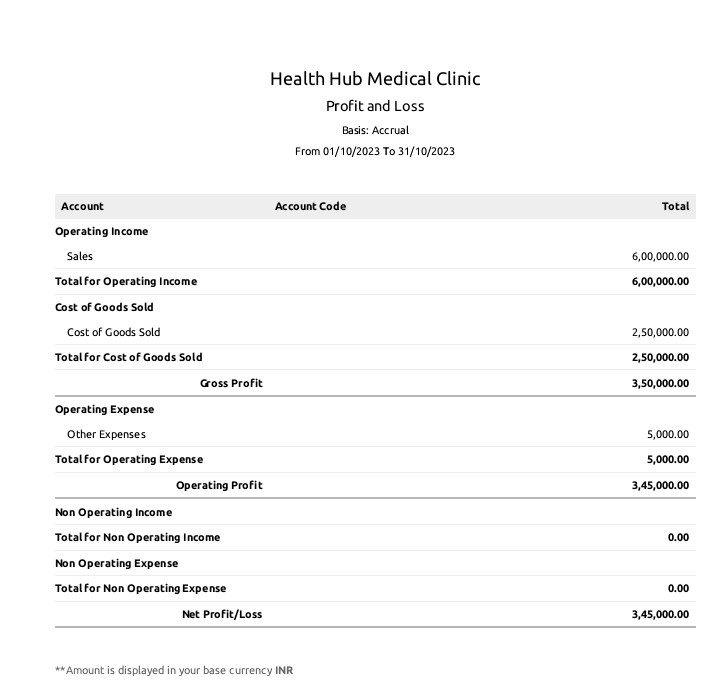 Health Hub Medical Clinic
Profit and Loss
Basis: Accrual
From 01/10/2023 To 31/10/2023
Account Account Code Total
Operating Income
Sales 6,00,000.00
Total for Operating Income 6,00,000.00
Cost of Goods Sold
Cost of Goods Sold 2,50,000.00
Total for Cost of Goods Sold 2,50,000.00
Gross Profit 3,50,000.00
Operating Expense
Other Expenses 5,000.00
Total for Operating Expense 5,000.00
Operating Profit 3,45,000.00
Non Operating Income
Total for Non Operating Income 0.00
Non Operating Expense
Total for Non Operating Expense 0.00
Net Profit/Loss 3,45,000.00
**Amount is displayed in your base currency INR